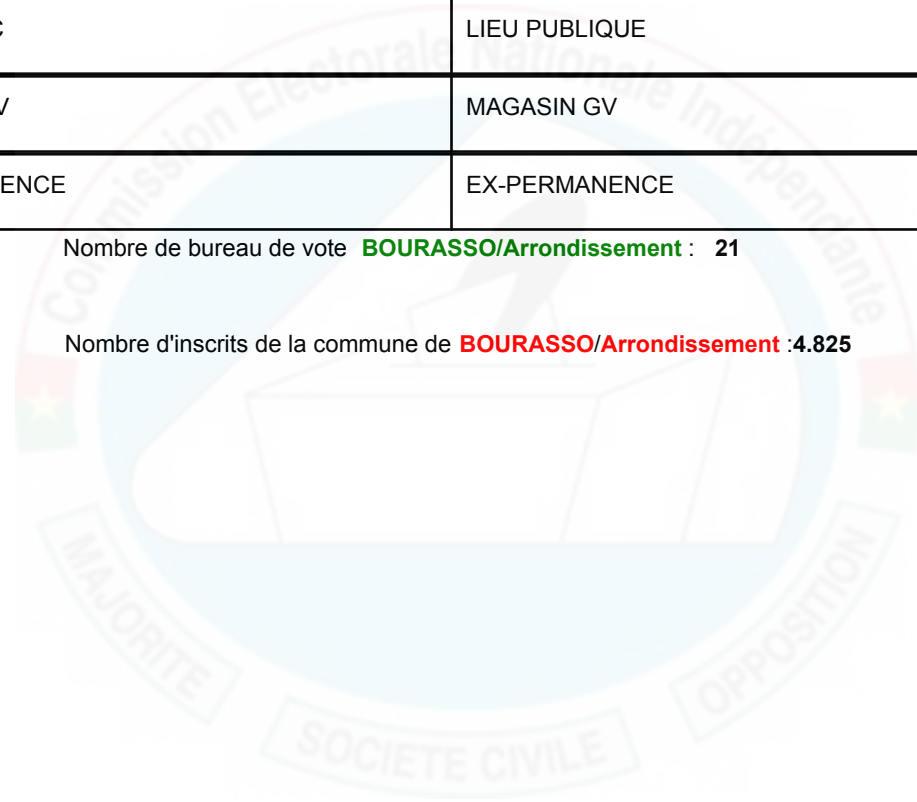 LIEU PUBLIQUE
MAGASIN GV
ENCE EX-PERMANENCE
Nombre de bureau de vote BOURASSO/Arrondissement : 21
Nombre d'inscrits de la commune de BOURASSO/Arrondissement :4.825
Commission Electorale Nationale Indépendante
MAJORITE
SOCIETE CIVILE
OPPOSITION